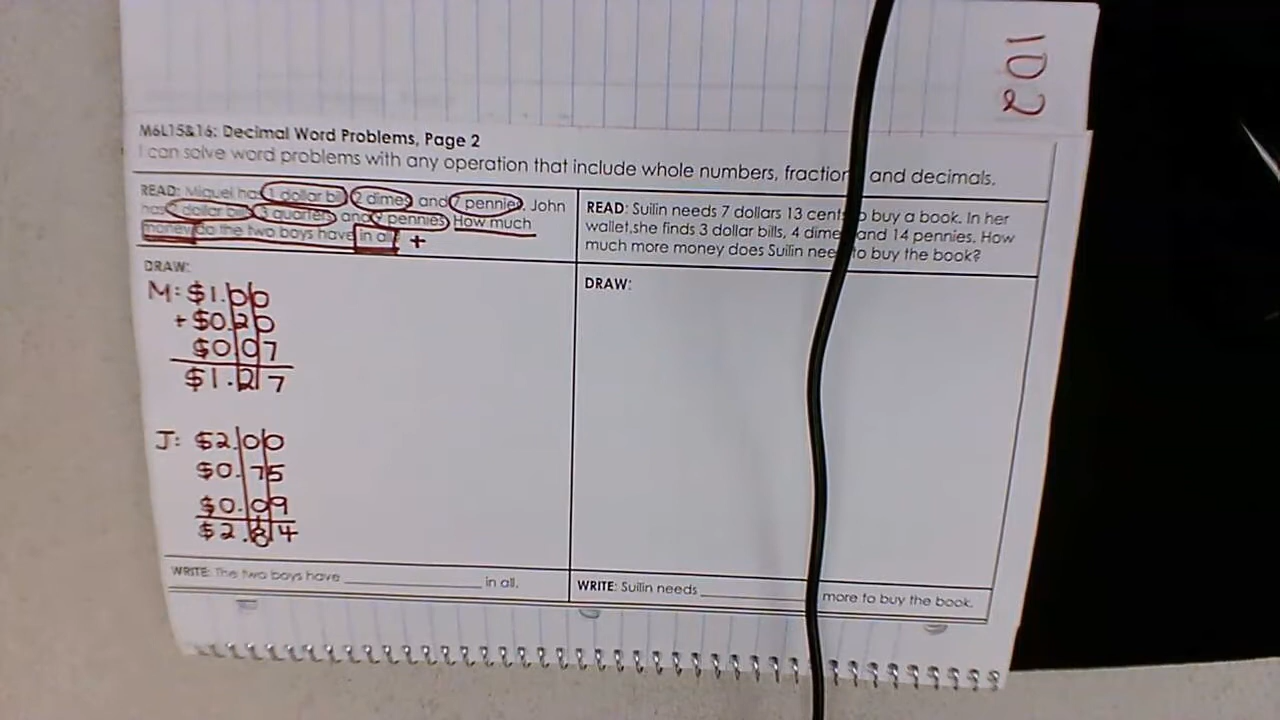 102
M6L15&16: Decimal Word Problems, Page 2
I can solve word problems with any operation that include whole numbers, fraction and decimals.
READ: Miguel has 1 dollar bill 2 dimes and 7 pennies. John
has 2 dollar bills 3 quarters and 9 pennies How much
money do the two boys have in all +
DRAW:
M: $1.00
+ $0.20
$0.07
$1.27
J: $2.00
$0.75
$0.09
$2.84
WRITE: The two boys have ____________ in all.
READ: Suilin needs 7 dollars 13 cents to buy a book. In her
wallet,she finds 3 dollar bills, 4 dimes and 14 pennies. How
much more money does Suilin need to buy the book?
DRAW:
WRITE: Suilin needs ____________ more to buy the book.